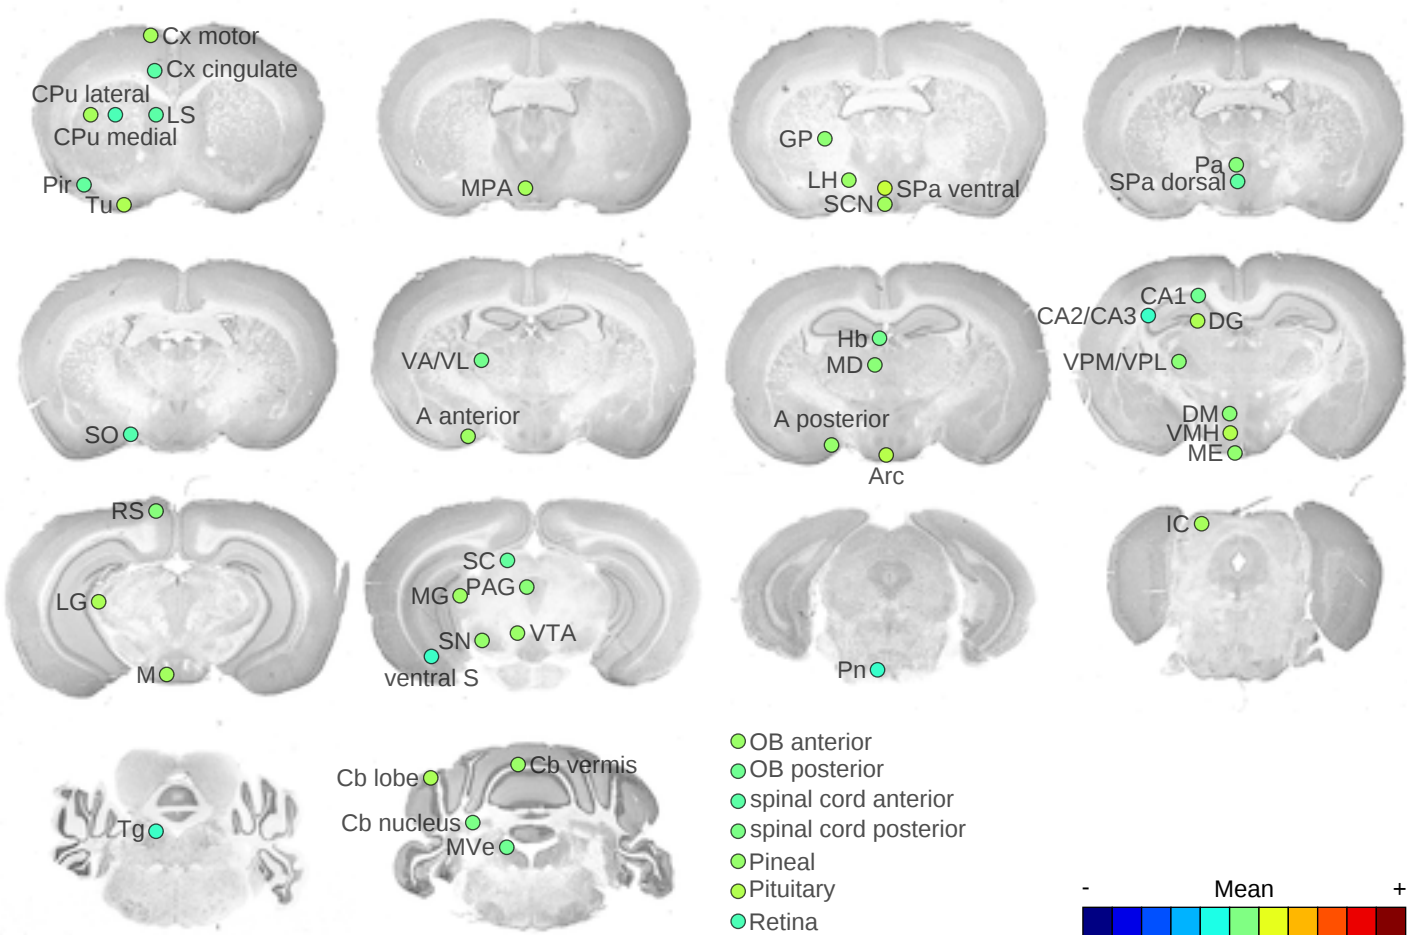 Cx motor
Cx cingulate
CPu lateral
LS
CPu medial
Pir
Tu
MPA
GP
LH
SPa ventral
SCN
Pa
SPa dorsal
SO
VA/VL
A anterior
Hb
MD
A posterior
Arc
CA1
CA2/CA3
DG
VPM/VPL
DM
VMH
ME
RS
LG
M
SC
PAG
MG
SN
VTA
ventral S
Pn
IC
Tg
Cb lobe
Cb vermis
Cb nucleus
MVe
OB anterior
OB posterior
spinal cord anterior
spinal cord posterior
Pineal
Pituitary
Retina
- Mean +